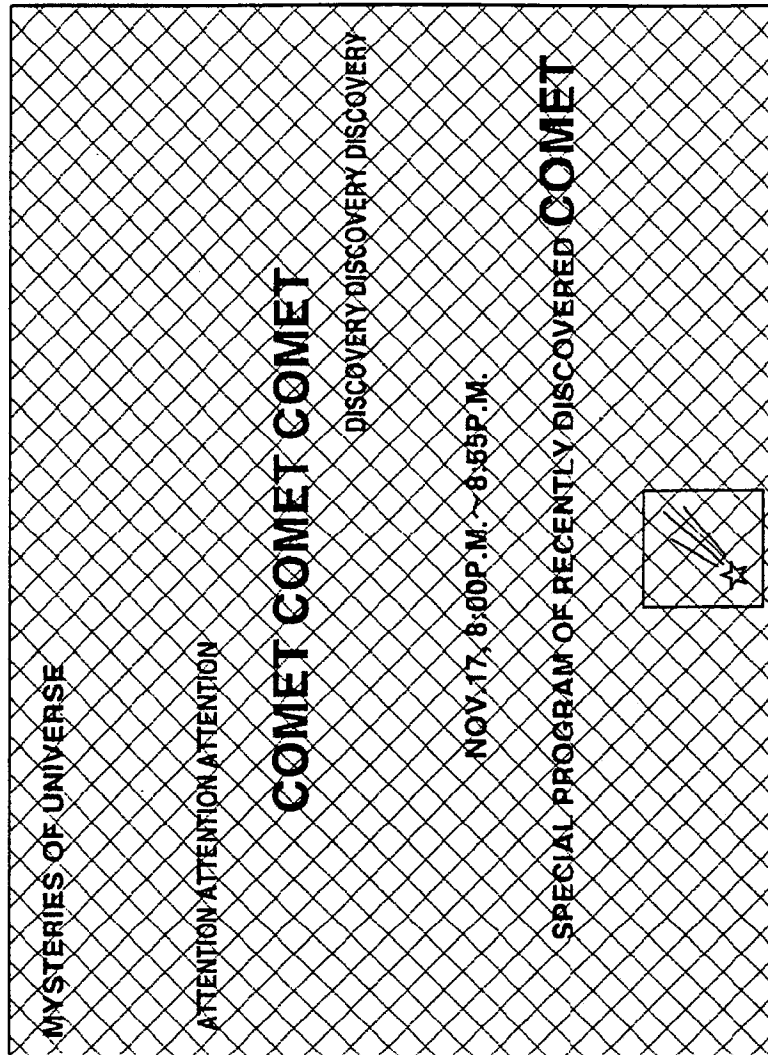 MYSTERIES OF UNIVERSE
ATTENTION ATTENTION ATTENTION
COMET COMET COMET
DISCOVERY DISCOVERY DISCOVERY
NOV.17, 8:00P.M.~8:55P.M.
SPECIAL PROGRAM OF RECENTLY DISCOVERED COMET